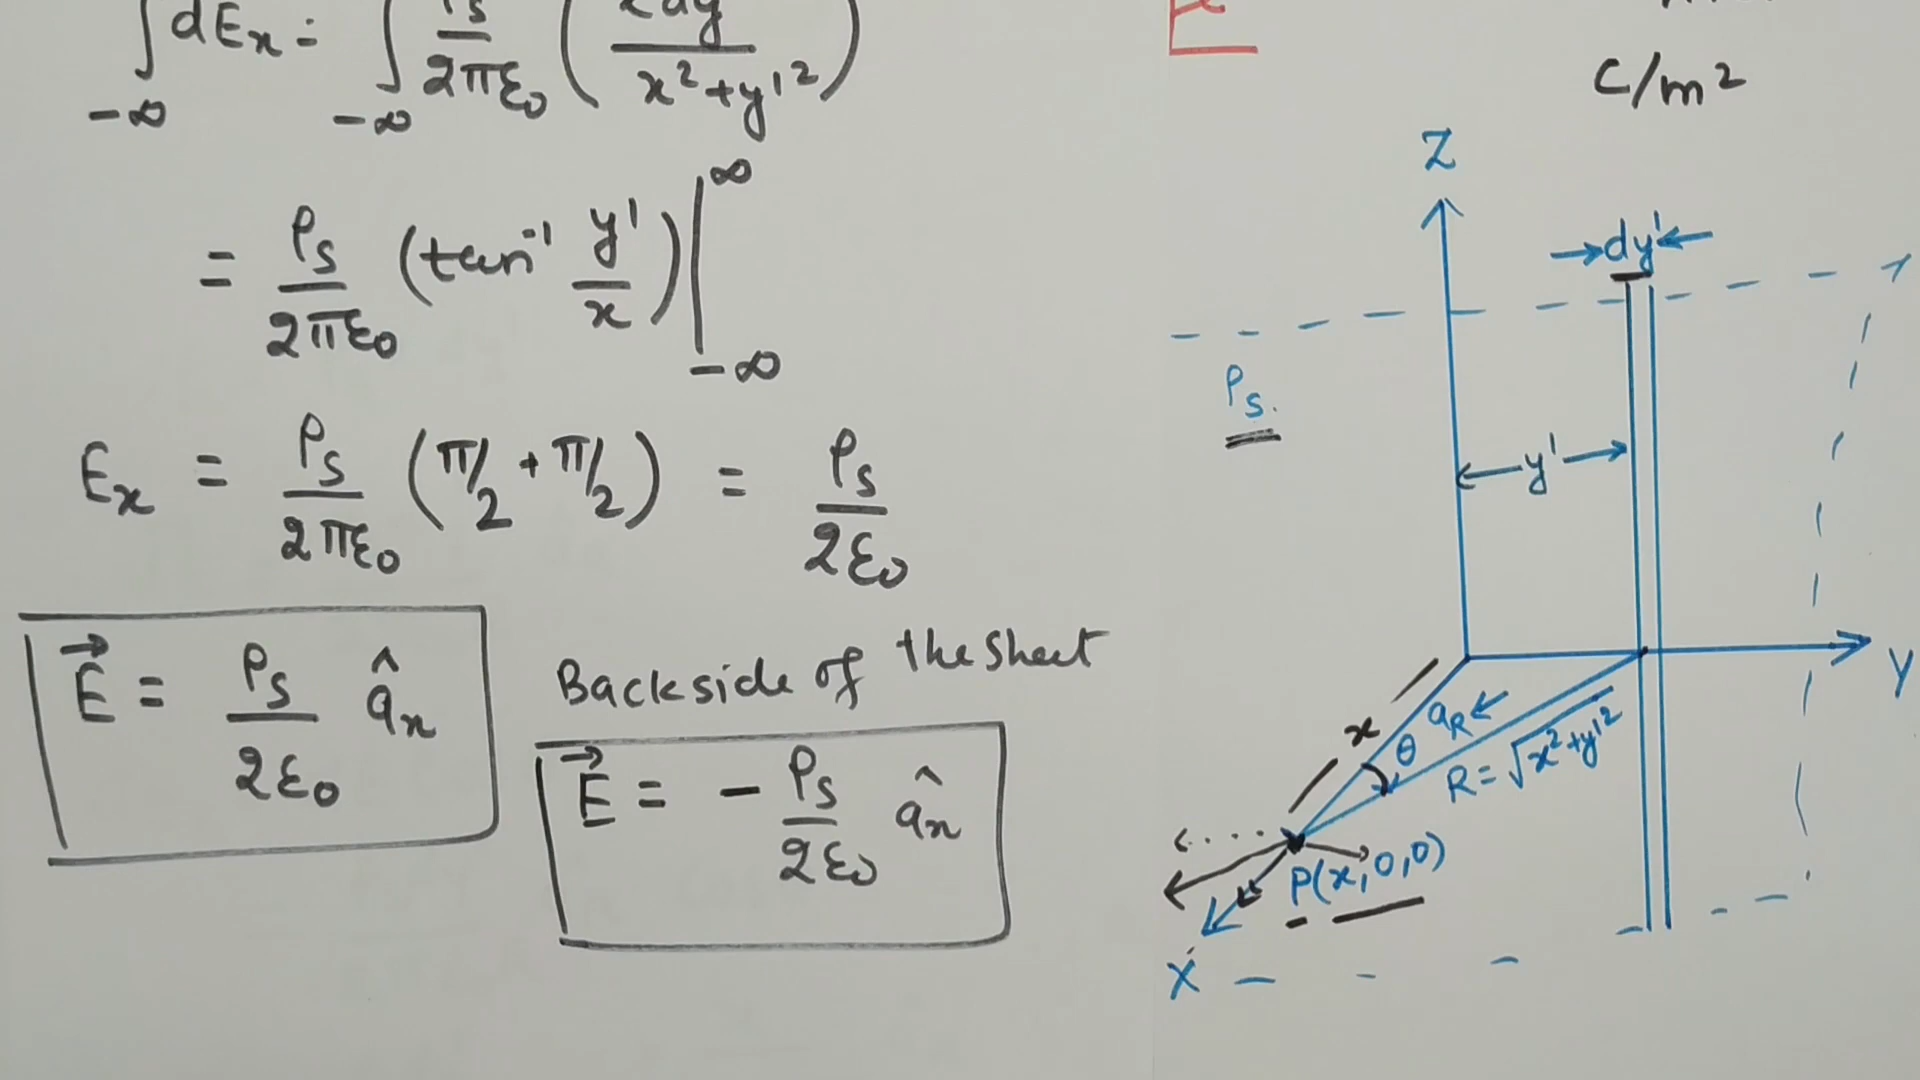 ∫dEx = ∫ ρs/2πε0 ( x dy'/x²+y'² )
-∞ -∞
= ρs/2πε0 (tan⁻¹ y'/x) |∞ -∞
Ex = ρs/2πε0 (π/2 + π/2) = ρs/2ε0
E⃗ = ρs/2ε0 âx
Backside of the sheet
E⃗ = - ρs/2ε0 âx
C/m²
Z
→dy'←
ρs.
←y'→
Y
x
aR←
θ
R = √x²+y'²
P(x,0,0)
X